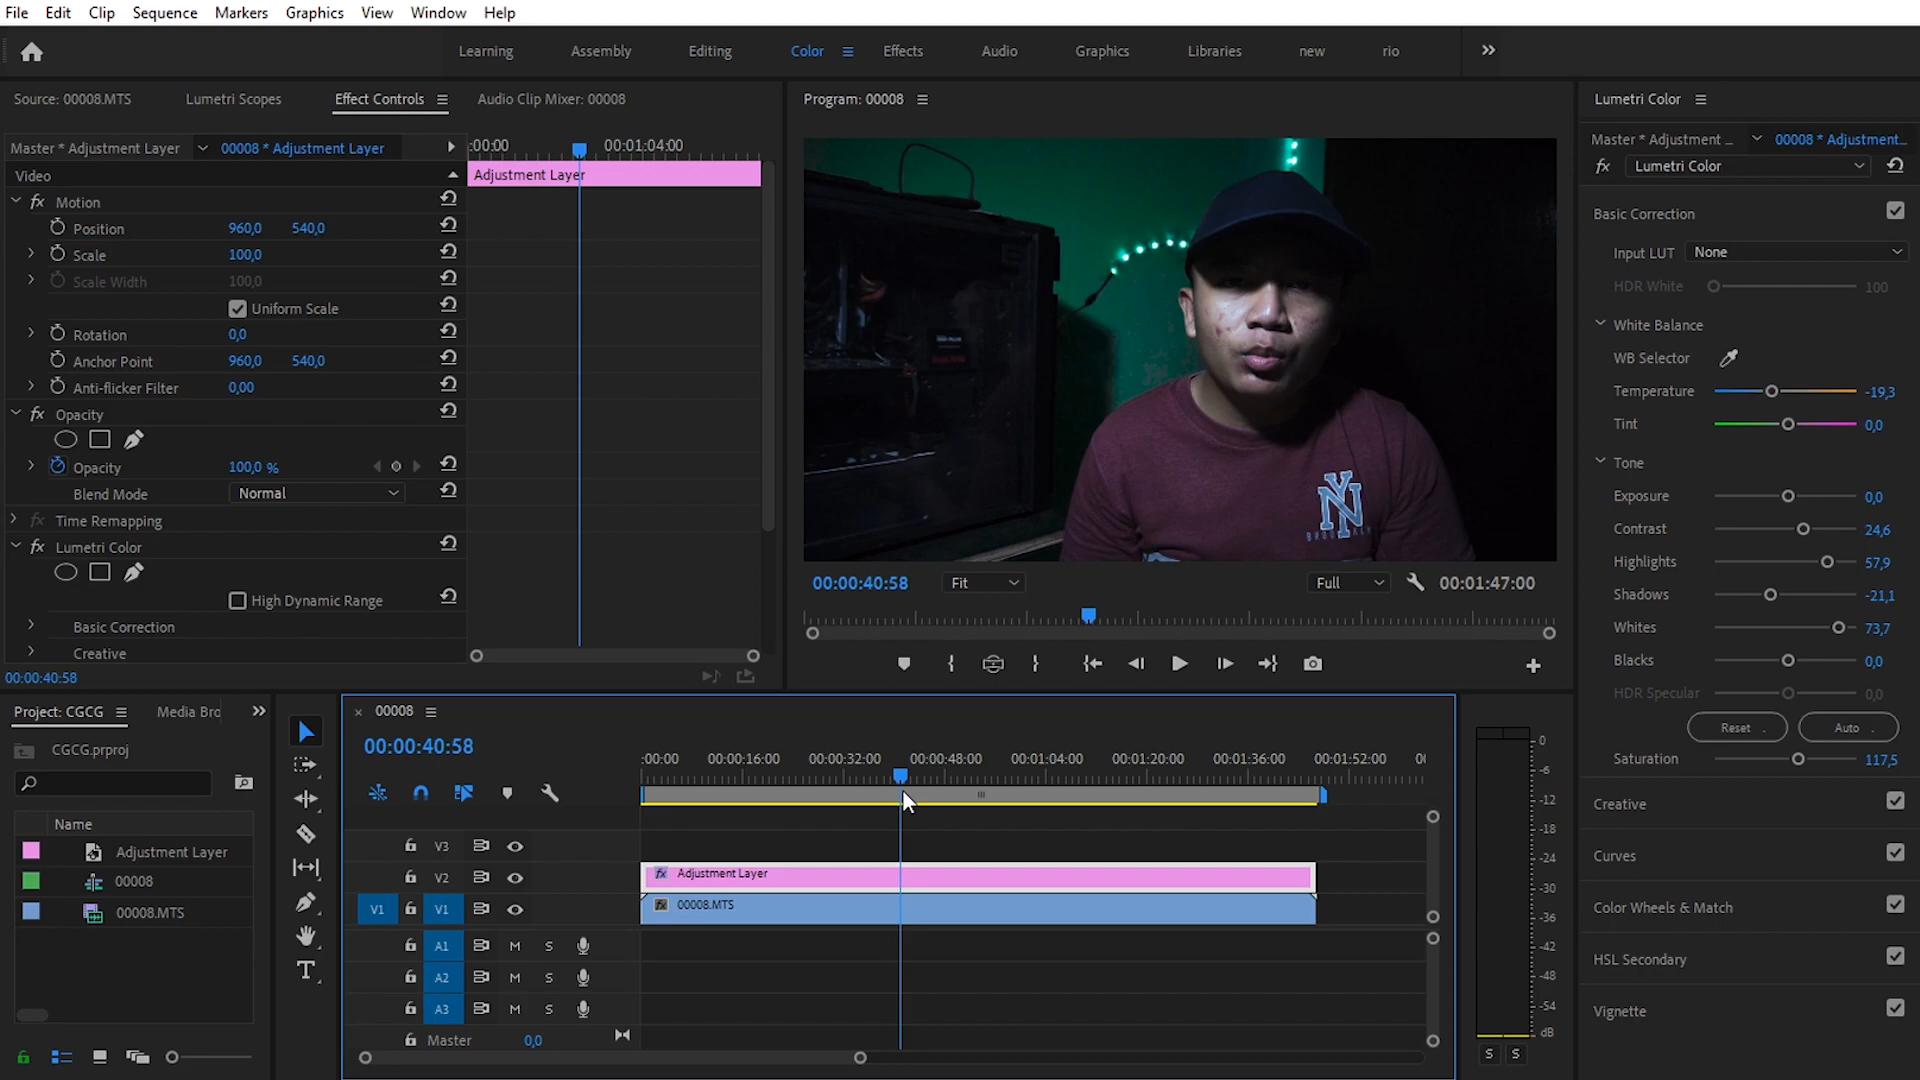 File Edit Clip Sequence Markers Graphics View Window Help
Learning Assembly Editing Color Effects Audio Graphics Libraries new rio
Source: 00008.MTS Lumetri Scopes Effect Controls Audio Clip Mixer: 00008
Master * Adjustment Layer 00008 * Adjustment Layer
:00:00 00:01:04:00
Video
Adjustment Layer
fx Motion
Position 960,0 540,0
Scale 100,0
Scale Width 100,0
Uniform Scale
Rotation 0,0
Anchor Point 960,0 540,0
Anti-flicker Filter 0,00
fx Opacity
Opacity 100,0 %
Blend Mode Normal
fx Time Remapping
fx Lumetri Color
High Dynamic Range
Basic Correction
Creative
00:00:40:58
Program: 00008
NY
00:00:40:58 Fit Full 00:01:47:00
Lumetri Color
Master * Adjustment ... 00008 * Adjustment...
fx Lumetri Color
Basic Correction
Input LUT None
HDR White 100
White Balance
WB Selector
Temperature -19,3
Tint 0,0
Tone
Exposure 0,0
Contrast 24,6
Highlights 57,9
Shadows -21,1
Whites 73,7
Blacks 0,0
HDR Specular 0,0
Reset Auto
Saturation 117,5
Creative
Curves
Color Wheels & Match
HSL Secondary
Vignette
Project: CGCG Media Bro
CGCG.prproj
Name
Adjustment Layer
00008
00008.MTS
T
00008
00:00:40:58
:00:00 00:00:16:00 00:00:32:00 00:00:48:00 00:01:04:00 00:01:20:00 00:01:36:00 00:01:52:00
V3
V2 fx Adjustment Layer
V1 V1 fx 00008.MTS
A1 M S
A2 M S
A3 M S
Master 0,0
0
-6
-12
-18
-24
-30
-36
-42
-48
-54
dB
S S